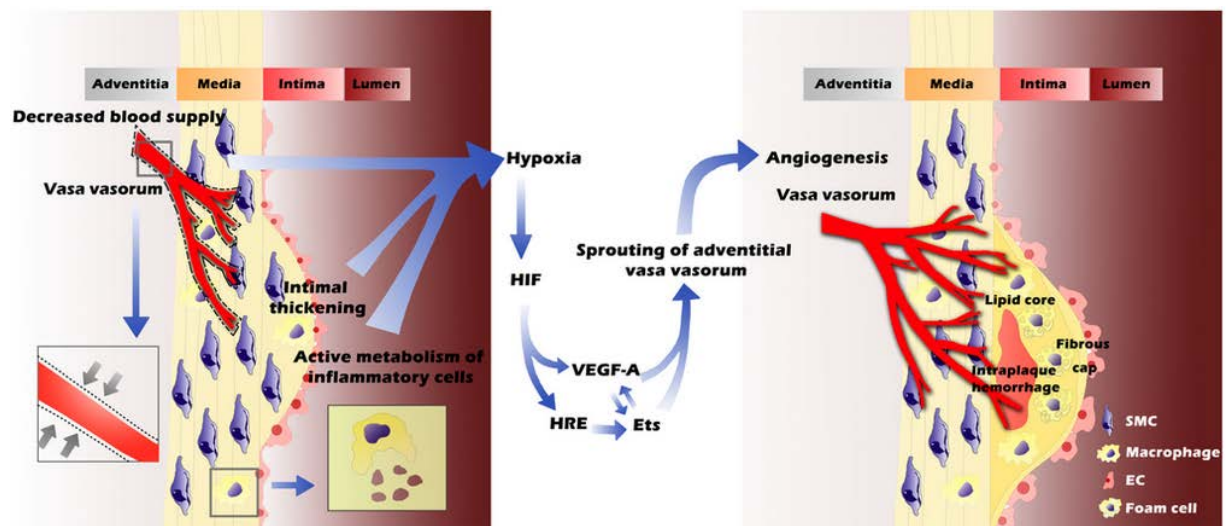 Adventitia Media Intima Lumen
Decreased blood supply
Vasa vasorum
Intimal
thickening
Active metabolism of
inflammatory cells
Hypoxia
HIF
VEGF-A
HRE
Ets
Sprouting of adventitial
vasa vasorum
Adventitia Media Intima Lumen
Angiogenesis
Vasa vasorum
Lipid core
Fibrous
cap
Intraplaque
hemorrhage
SMC
Macrophage
EC
Foam cell